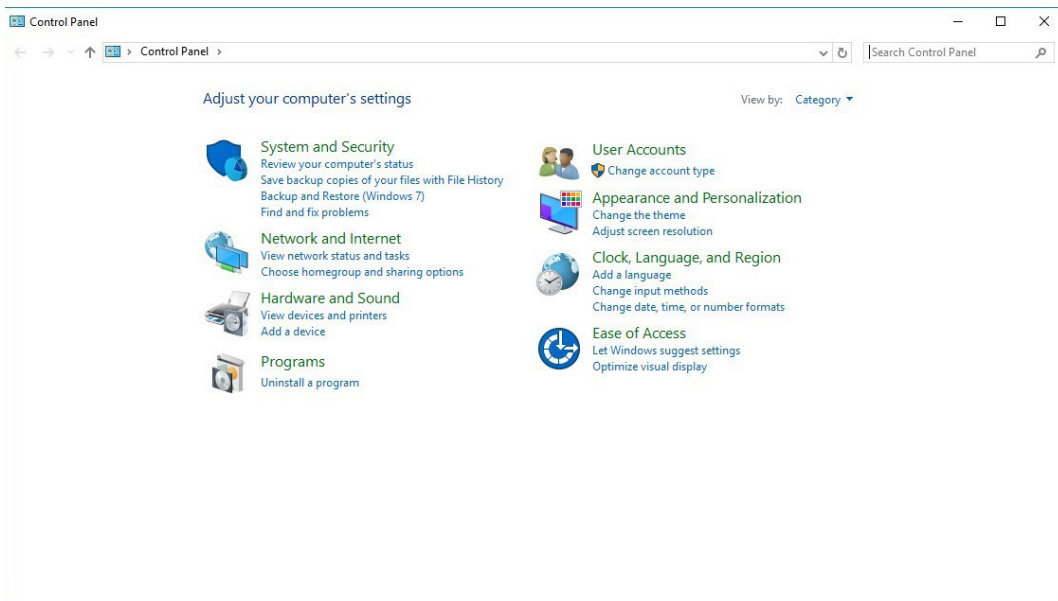 Control Panel
Control Panel
Search Control Panel
Adjust your computer's settings
View by: Category
System and Security
Review your computer's status
Save backup copies of your files with File History
Backup and Restore (Windows 7)
Find and fix problems
Network and Internet
View network status and tasks
Choose homegroup and sharing options
Hardware and Sound
View devices and printers
Add a device
Programs
Uninstall a program
User Accounts
Change account type
Appearance and Personalization
Change the theme
Adjust screen resolution
Clock, Language, and Region
Add a language
Change input methods
Change date, time, or number formats
Ease of Access
Let Windows suggest settings
Optimize visual display